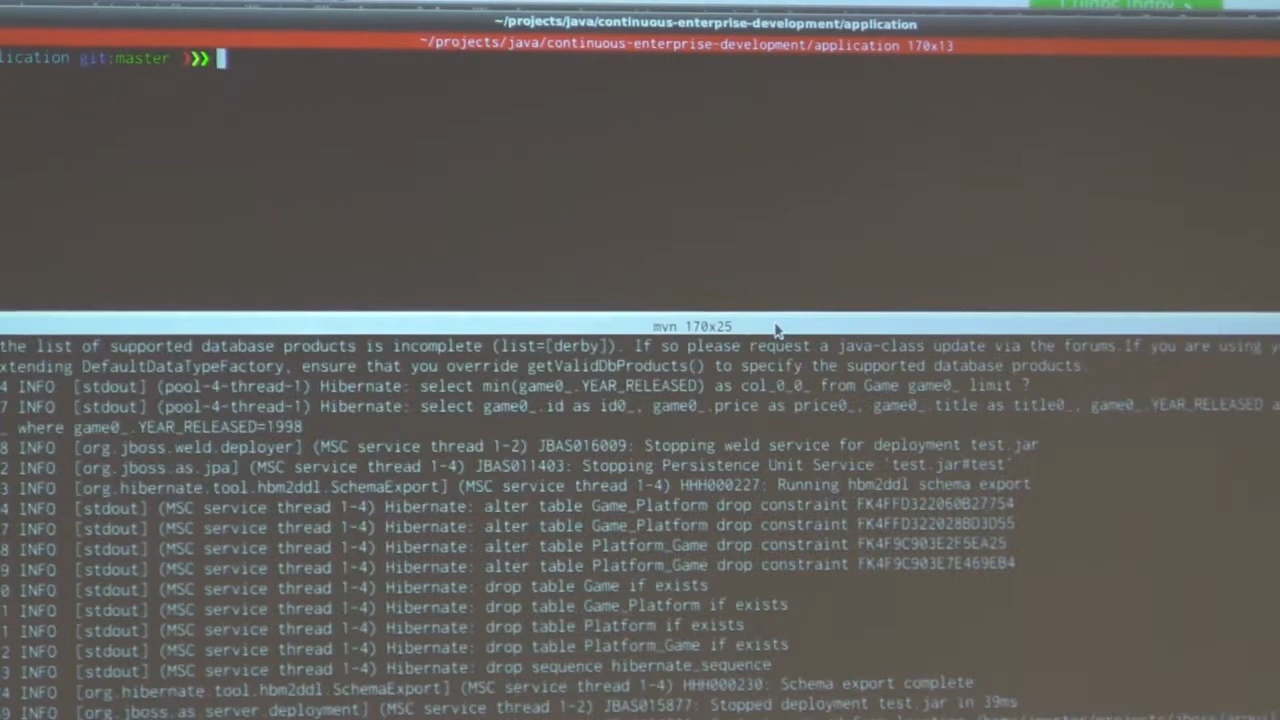 ~/projects/java/continuous-enterprise-development/application
~/projects/java/continuous-enterprise-development/application 170x13
lication git:master ❯❯❯
mvn 170x25
the list of supported database products is incomplete (list=[derby]). If so please request a java-class update via the forums.If you are using
xtending DefaultDataTypeFactory, ensure that you override getValidDbProducts() to specify the supported database products.
4 INFO [stdout] (pool-4-thread-1) Hibernate: select min(game0_.YEAR_RELEASED) as col_0_0_ from Game game0_ limit ?
7 INFO [stdout] (pool-4-thread-1) Hibernate: select game0_.id as id0_, game0_.price as price0_, game0_.title as title0_, game0_.YEAR_RELEASED
_ where game0_.YEAR_RELEASED=1998
8 INFO [org.jboss.weld.deployer] (MSC service thread 1-2) JBAS016009: Stopping weld service for deployment test.jar
2 INFO [org.jboss.as.jpa] (MSC service thread 1-4) JBAS011403: Stopping Persistence Unit Service 'test.jar#test'
3 INFO [org.hibernate.tool.hbm2ddl.SchemaExport] (MSC service thread 1-4) HHH000227: Running hbm2ddl schema export
4 INFO [stdout] (MSC service thread 1-4) Hibernate: alter table Game_Platform drop constraint FK4FFD322060B27754
7 INFO [stdout] (MSC service thread 1-4) Hibernate: alter table Game_Platform drop constraint FK4FFD322028BD3D55
8 INFO [stdout] (MSC service thread 1-4) Hibernate: alter table Platform_Game drop constraint FK4F9C903E2F5EA25
9 INFO [stdout] (MSC service thread 1-4) Hibernate: alter table Platform_Game drop constraint FK4F9C903E7E469EB4
0 INFO [stdout] (MSC service thread 1-4) Hibernate: drop table Game if exists
1 INFO [stdout] (MSC service thread 1-4) Hibernate: drop table Game_Platform if exists
1 INFO [stdout] (MSC service thread 1-4) Hibernate: drop table Platform if exists
2 INFO [stdout] (MSC service thread 1-4) Hibernate: drop table Platform_Game if exists
3 INFO [stdout] (MSC service thread 1-4) Hibernate: drop sequence hibernate_sequence
4 INFO [org.hibernate.tool.hbm2ddl.SchemaExport] (MSC service thread 1-4) HHH000230: Schema export complete
9 INFO [org.jboss.as.server.deployment] (MSC service thread 1-2) JBAS015877: Stopped deployment test.jar in 39ms